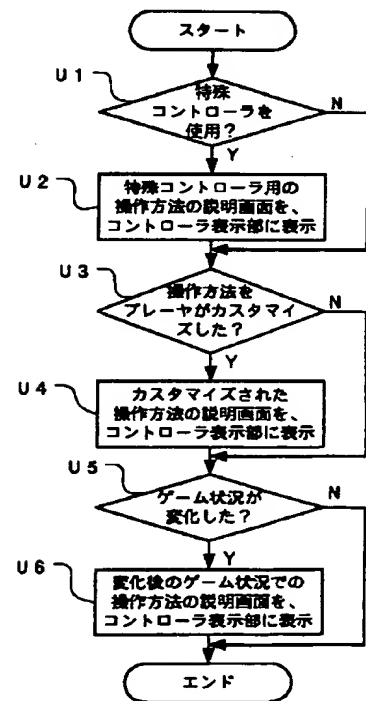 スタート
U1
特殊
コントローラを
使用?
N
Y
U2
特殊コントローラ用の
操作方法の説明画面を、
コントローラ表示部に表示
U3
操作方法を
プレーヤがカスタマイ
ズした?
N
Y
U4
カスタマイズされた
操作方法の説明画面を、
コントローラ表示部に表示
U5
ゲーム状況が
変化した?
N
Y
U6
変化後のゲーム状況での
操作方法の説明画面を、
コントローラ表示部に表示
エンド